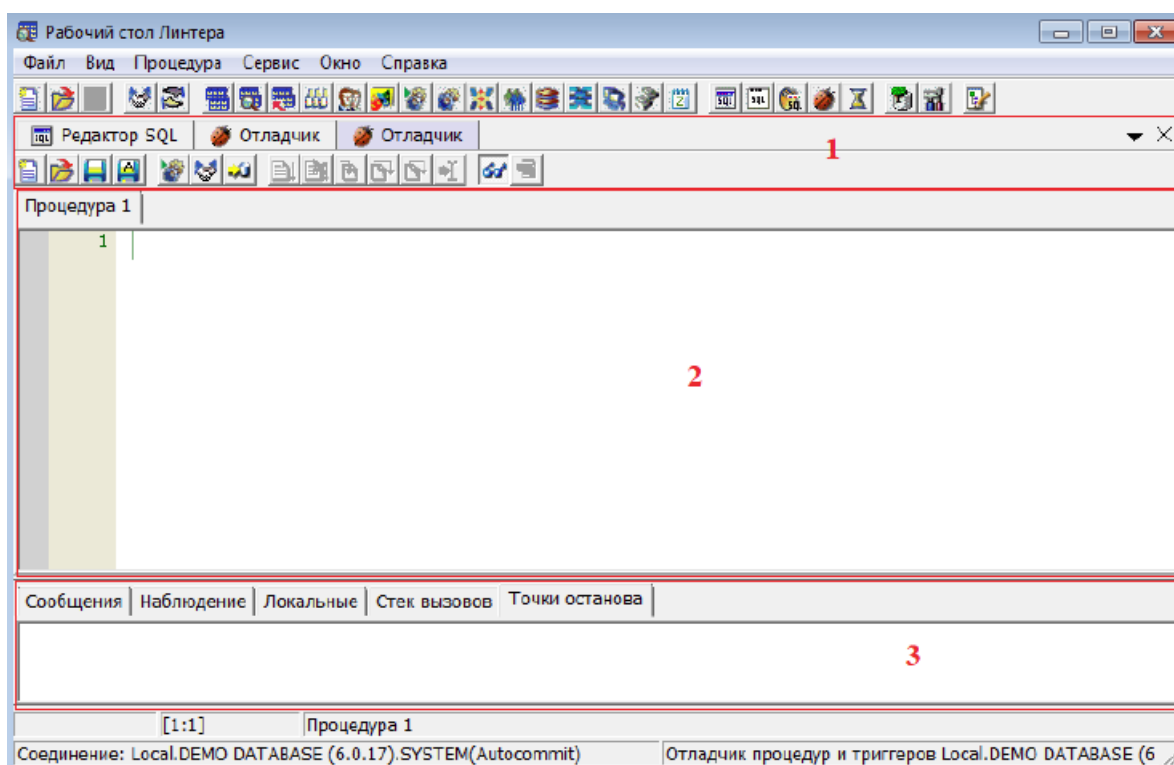 Рабочий стол Линтера
Файл Вид Процедура Сервис Окно Справка
Редактор SQL Отладчик Отладчик
1
Процедура 1
1
2
Сообщения Наблюдение Локальные Стек вызовов Точки останова
3
[1:1] Процедура 1
Соединение: Local.DEMO DATABASE (6.0.17).SYSTEM(Autocommit) Отладчик процедур и триггеров Local.DEMO DATABASE (6